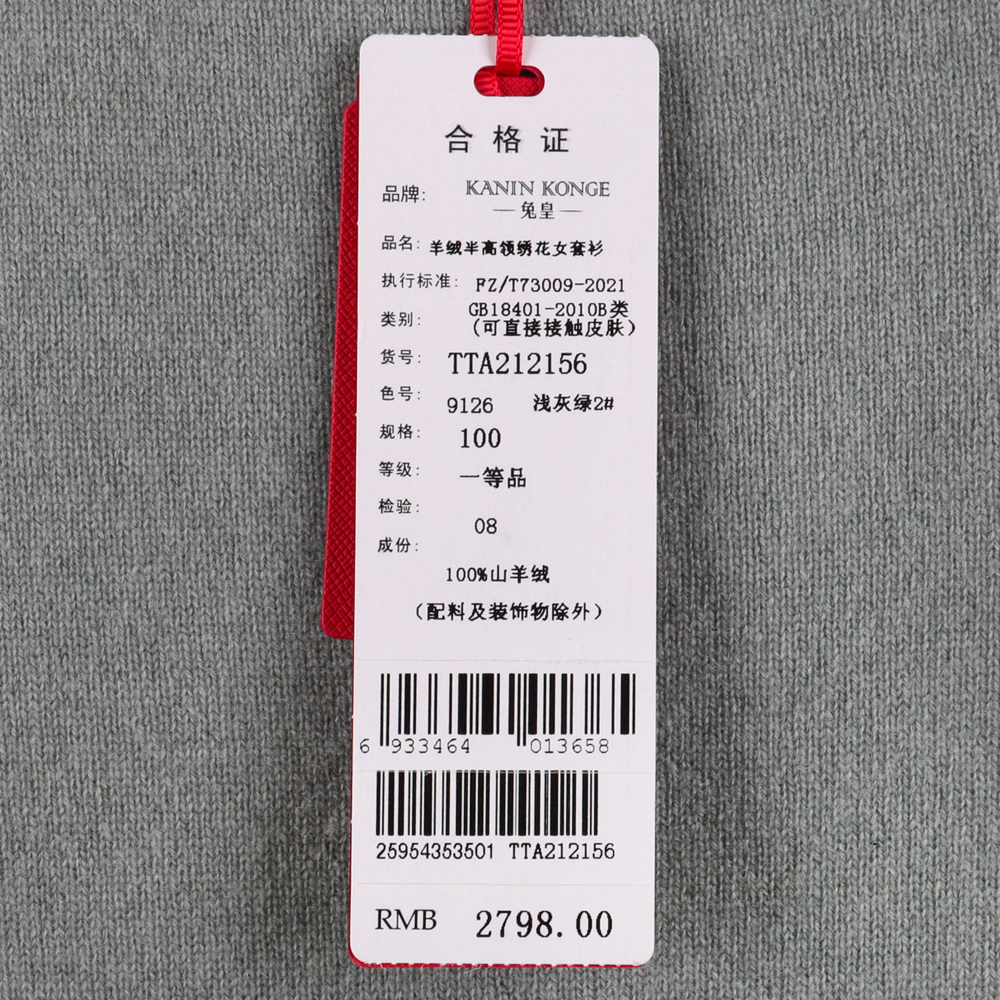 合格证
品牌: KANIN KONGE
—兔皇—
品名: 羊绒半高领绣花女套衫
执行标准: FZ/T73009-2021
类别: GB18401-2010B类
(可直接接触皮肤)
货号: TTA212156
色号: 9126 浅灰绿2#
规格: 100
等级: 一等品
检验: 08
成份:
100%山羊绒
(配料及装饰物除外)
6 933464 013658
25954353501 TTA212156
RMB 2798.00